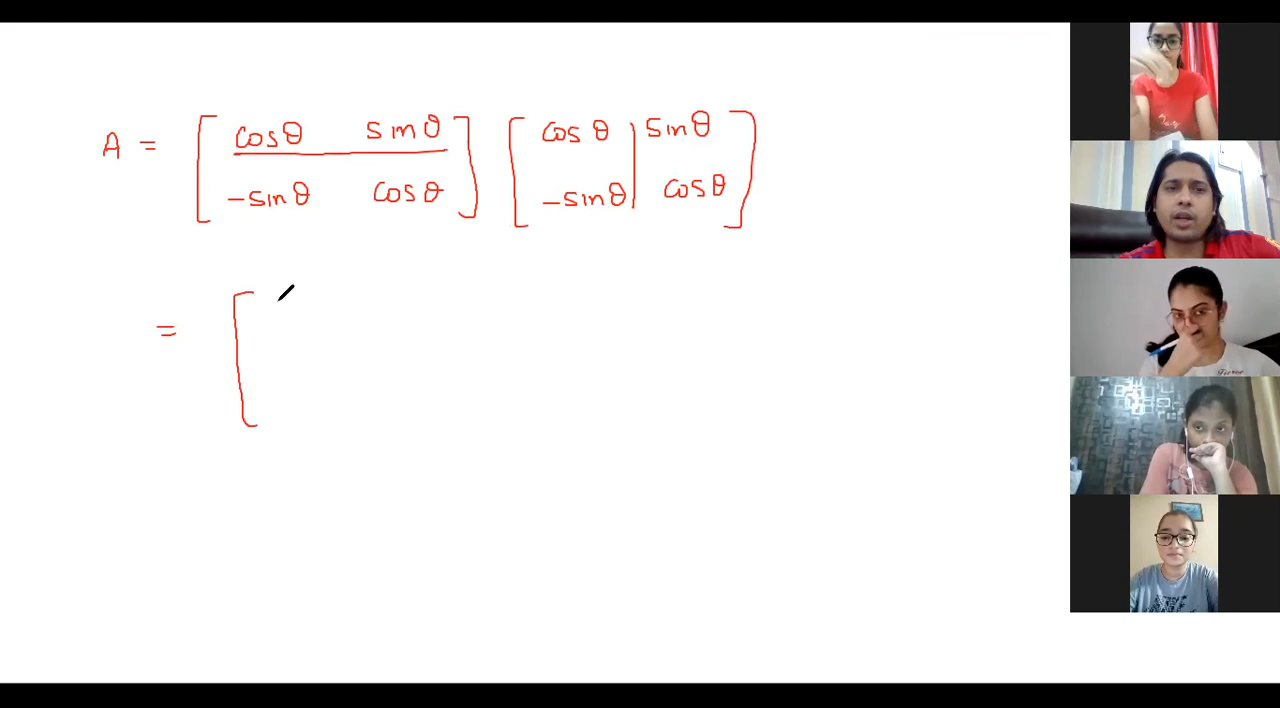 A = [ cosθ sinθ ] [ cosθ sinθ ]
[ -sinθ cosθ ] [ -sinθ cosθ ]
= [